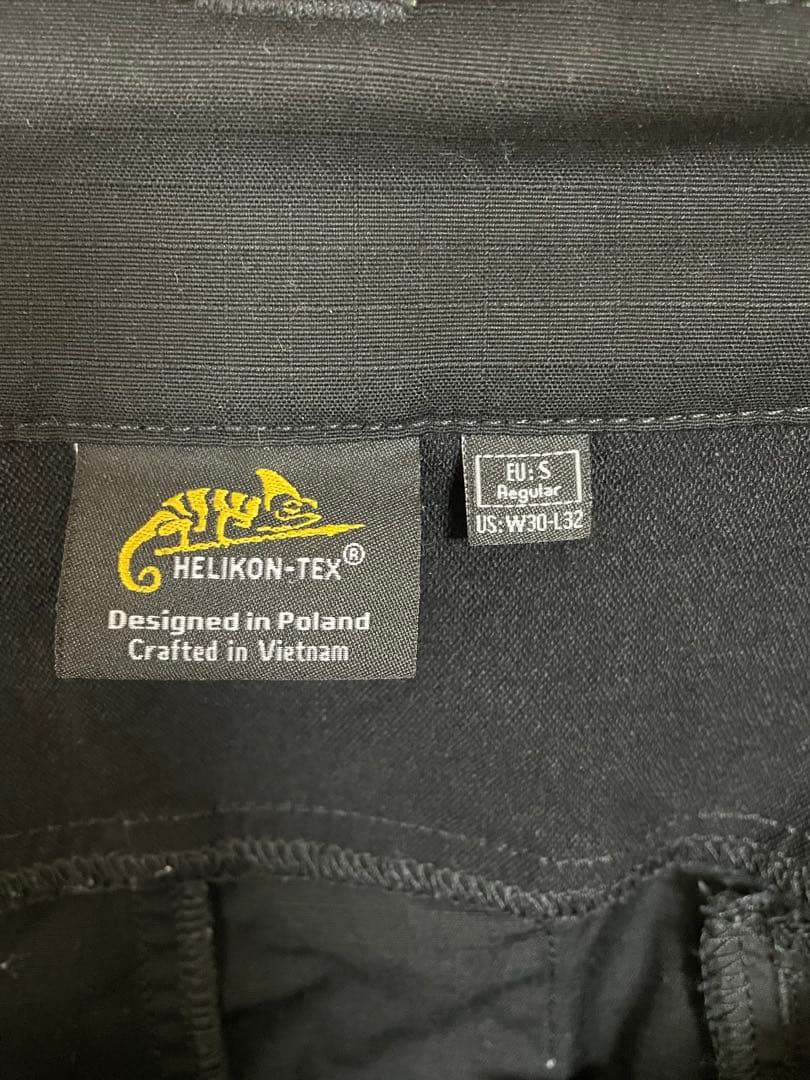 HELIKON-TEX®
Designed in Poland
Crafted in Vietnam
EU: S
Regular
US: W30-L32